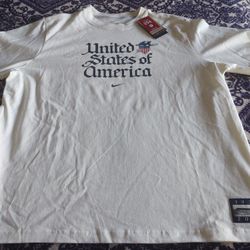 United
States of
America